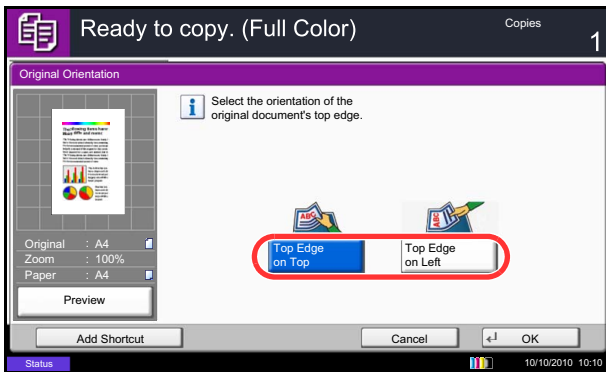 Ready to copy. (Full Color)
Copies
1
Original Orientation
Select the orientation of the
original document's top edge.
ABC
ABC
Original : A4
Zoom : 100%
Paper : A4
Preview
Top Edge
on Top
Top Edge
on Left
Add Shortcut
Cancel
OK
Status
10/10/2010 10:10